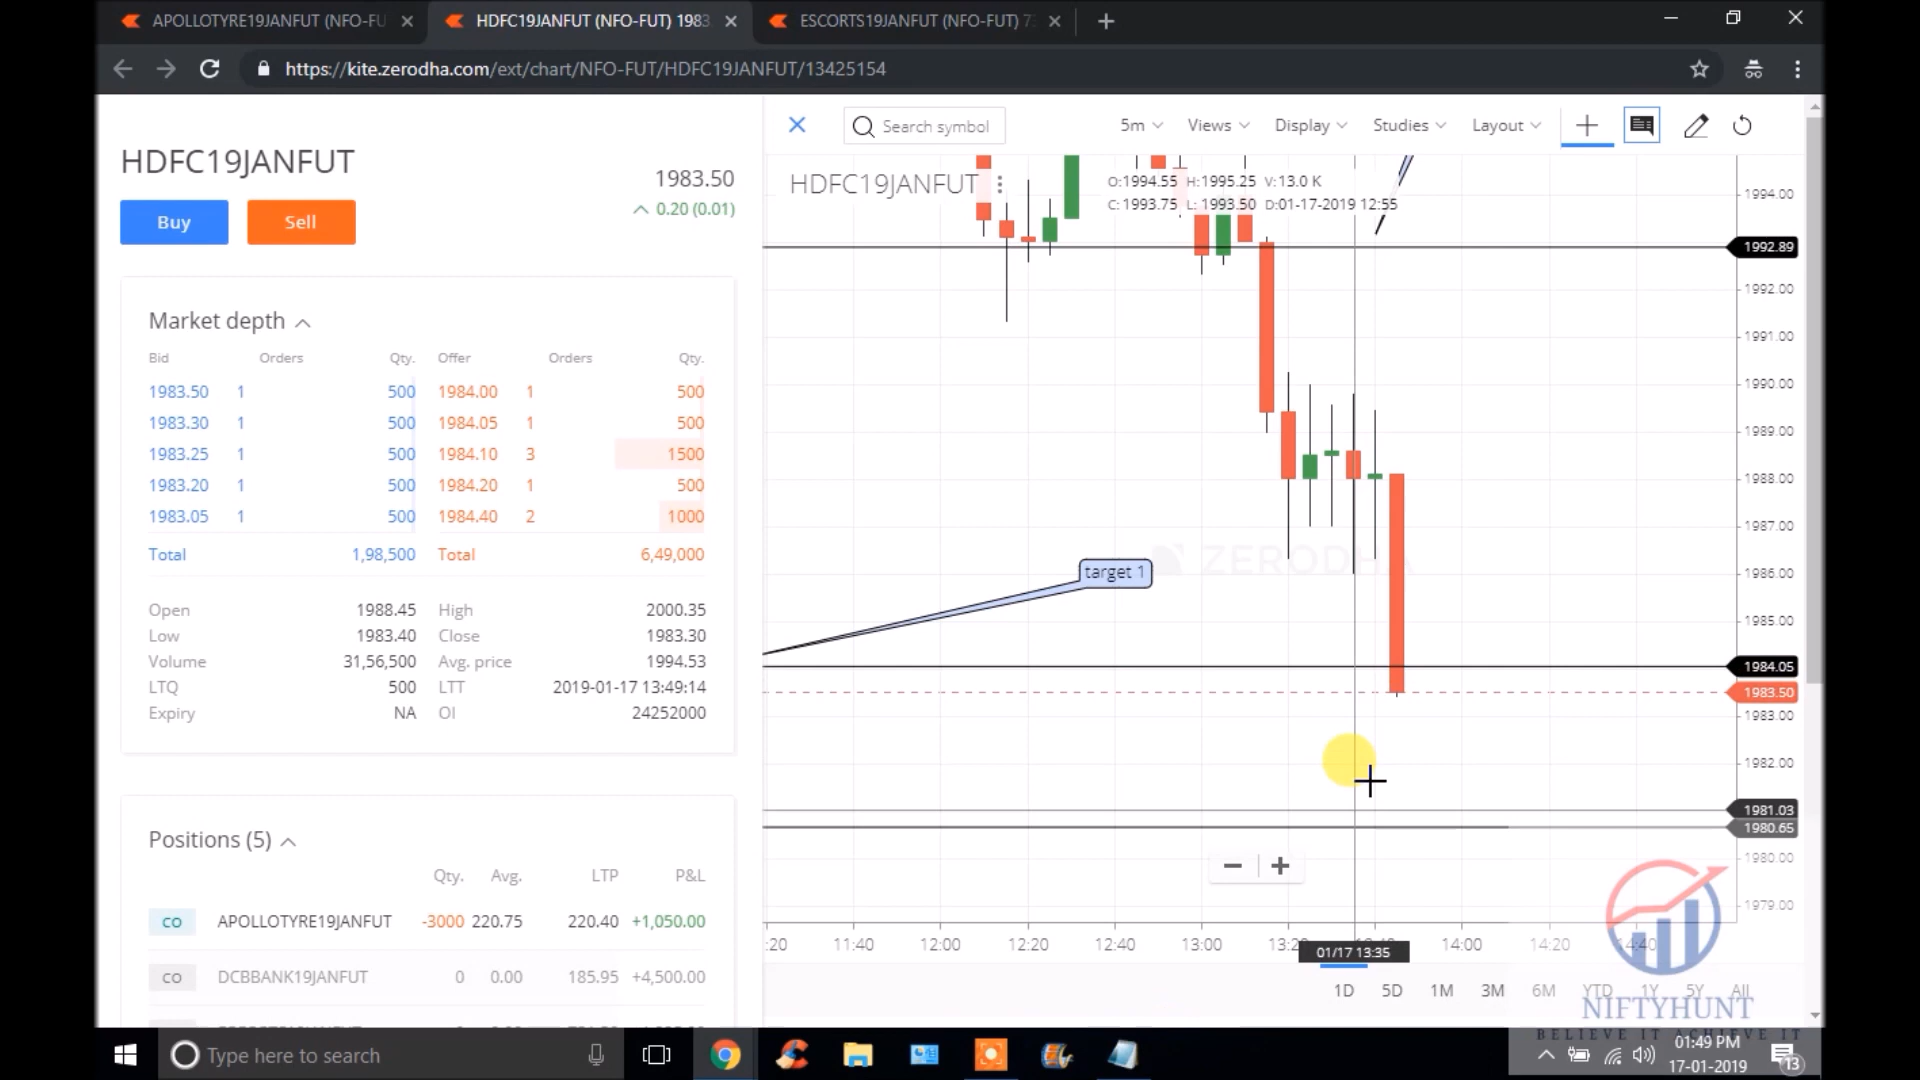 APOLLOTYRE19JANFUT (NFO-FU
HDFC19JANFUT (NFO-FUT) 1983
ESCORTS19JANFUT (NFO-FUT) 7
https://kite.zerodha.com/ext/chart/NFO-FUT/HDFC19JANFUT/13425154
HDFC19JANFUT
1983.50
0.20 (0.01)
Buy Sell
Market depth
Bid Orders Qty. Offer Orders Qty.
1983.50 1 500 1984.00 1 500
1983.30 1 500 1984.05 1 500
1983.25 1 500 1984.10 3 1500
1983.20 1 500 1984.20 1 500
1983.05 1 500 1984.40 2 1000
Total 1,98,500 Total 6,49,000
Open 1988.45 High 2000.35
Low 1983.40 Close 1983.30
Volume 31,56,500 Avg. price 1994.53
LTQ 500 LTT 2019-01-17 13:49:14
Expiry NA OI 24252000
Positions (5)
Qty. Avg. LTP P&L
CO APOLLOTYRE19JANFUT -3000 220.75 220.40 +1,050.00
CO DCBBANK19JANFUT 0 0.00 185.95 +4,500.00
Search symbol
5m Views Display Studies Layout
HDFC19JANFUT
O:1994.55 H:1995.25 V:13.0 K
C: 1993.75 L: 1993.50 D:01-17-2019 12:55
1994.00
1992.89
1992.00
1991.00
1990.00
1989.00
1988.00
1987.00
1986.00
1985.00
1984.05
1983.50
1983.00
1982.00
1981.03
1980.65
1980.00
1979.00
target 1
ZERODHA
:20 11:40 12:00 12:20 12:40 13:00 13:2 14:00 14:20 14:40
01/17 13:35
1D 5D 1M 3M 6M YTD 1Y 5Y All
NIFTYHUNT
BELIEVE IT ACHIEVE IT
Type here to search
01:49 PM
17-01-2019
13